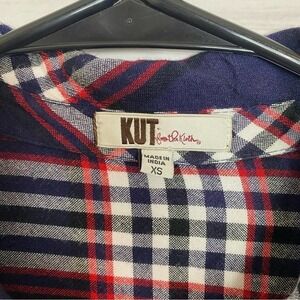 KUT from the Kloth
MADE IN
INDIA
XS